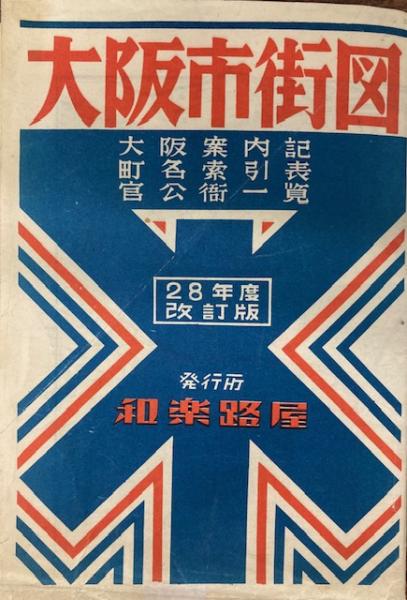 大阪市街図
大阪案内記
町名索引表
官公衙一覧
28年度
改訂版
発行所
和楽路屋